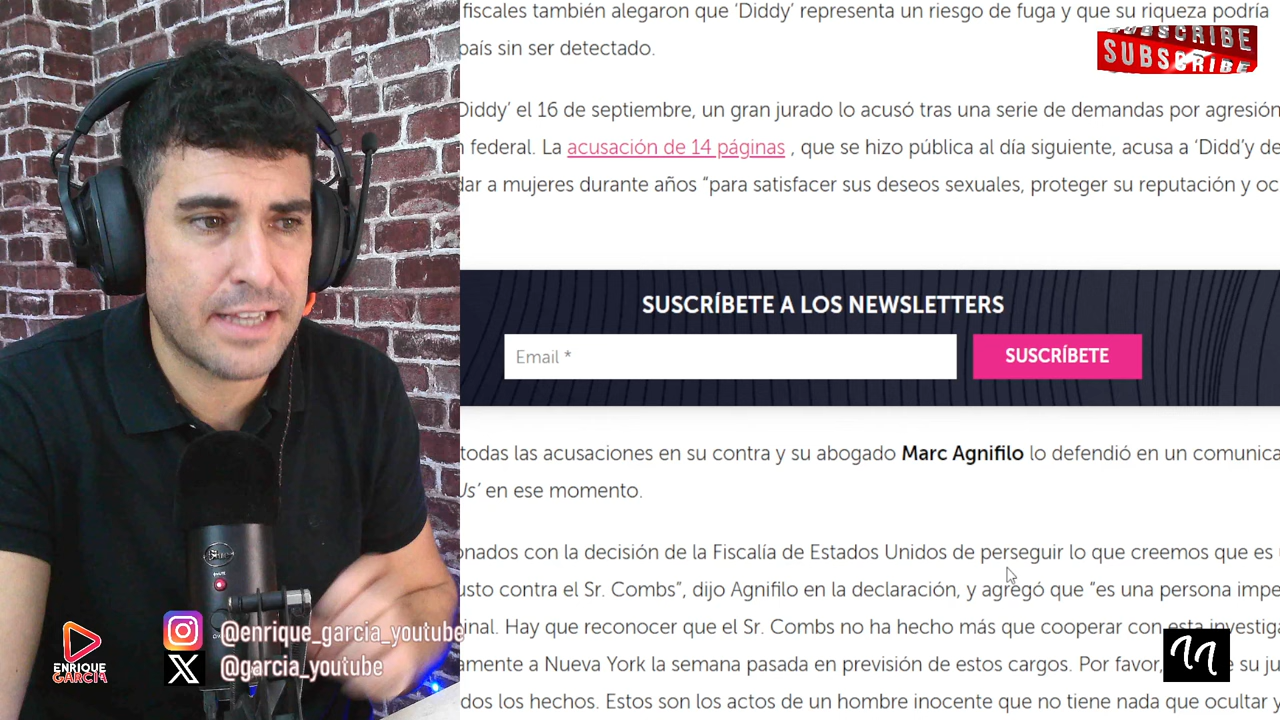 fiscales también alegaron que ‘Diddy’ representa un riesgo de fuga y que su riqueza podría
país sin ser detectado.
SUBSCRIBE
SUBSCRIBE
Diddy’ el 16 de septiembre, un gran jurado lo acusó tras una serie de demandas por agresión
federal. La acusación de 14 páginas , que se hizo pública al día siguiente, acusa a ‘Didd’y de
dar a mujeres durante años “para satisfacer sus deseos sexuales, proteger su reputación y oc
SUSCRÍBETE A LOS NEWSLETTERS
Email *
SUSCRÍBETE
todas las acusaciones en su contra y su abogado Marc Agnifilo lo defendió en un comunica
Us’ en ese momento.
onados con la decisión de la Fiscalía de Estados Unidos de perseguir lo que creemos que es
usto contra el Sr. Combs”, dijo Agnifilo en la declaración, y agregó que “es una persona impe
inal. Hay que reconocer que el Sr. Combs no ha hecho más que cooperar con esta investiga
amente a Nueva York la semana pasada en previsión de estos cargos. Por favor, su ju
dos los hechos. Estos son los actos de un hombre inocente que no tiene nada que ocultar y
ENRIQUE
GARCIA
@enrique_garcia_youtube
@garcia_youtube